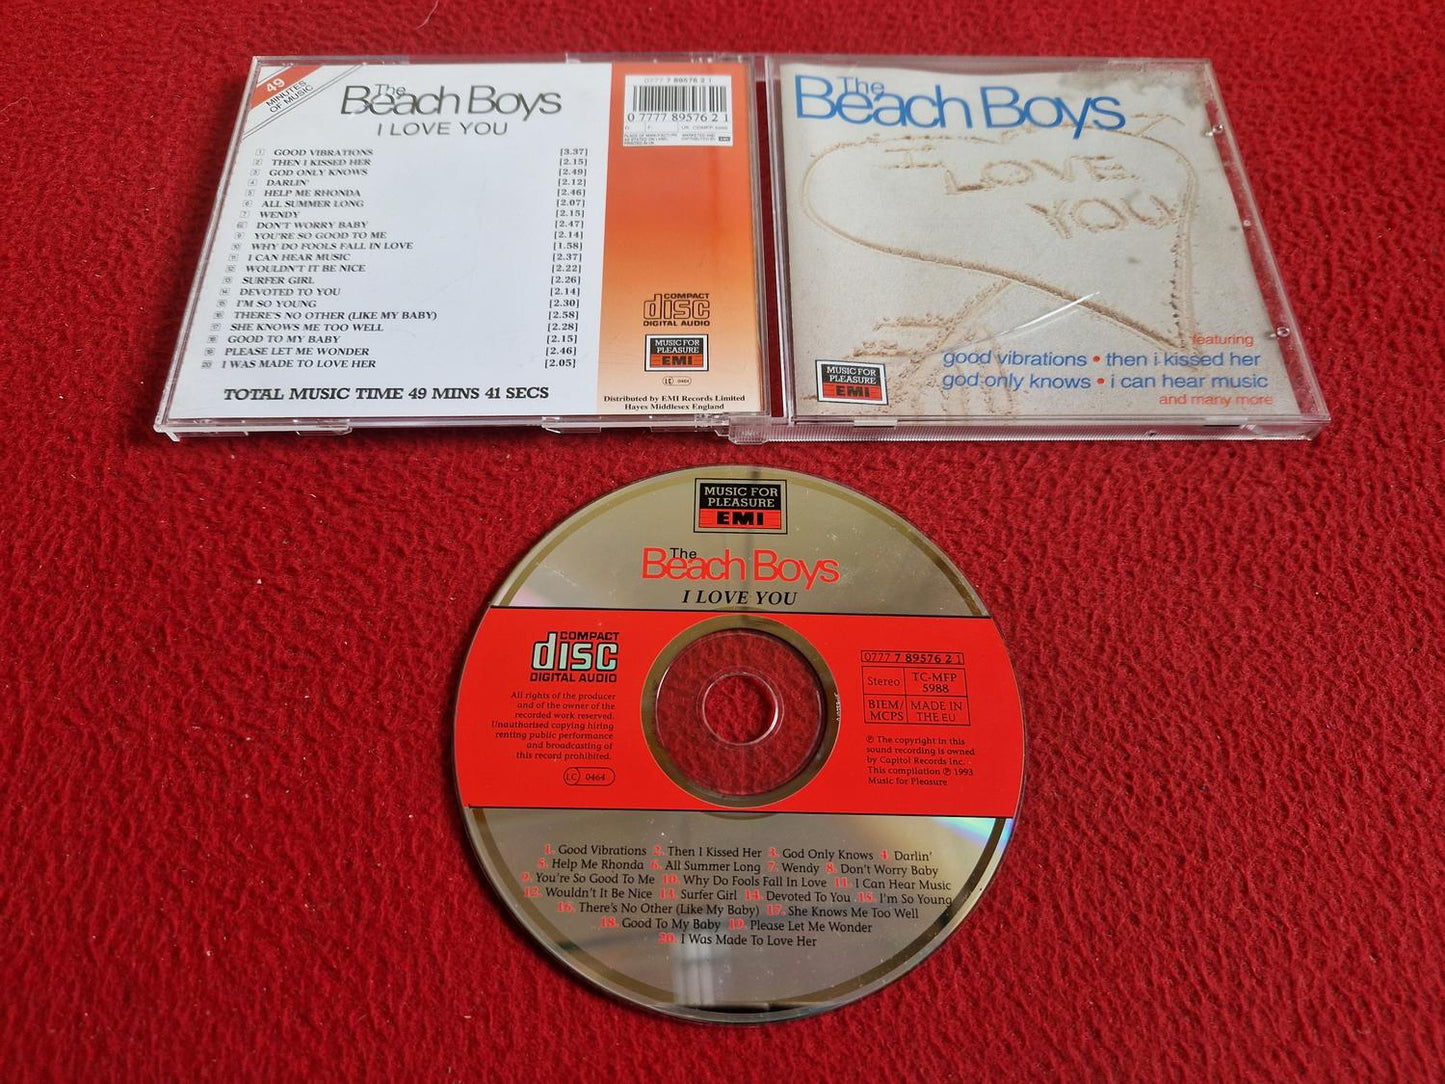 49
MINUTES
OF MUSIC
The
Beach Boys
I LOVE YOU
1 GOOD VIBRATIONS [3.37]
2 THEN I KISSED HER [2.15]
3 GOD ONLY KNOWS [2.49]
4 DARLIN' [2.12]
5 HELP ME RHONDA [2.46]
6 ALL SUMMER LONG [2.07]
7 WENDY [2.15]
8 DON'T WORRY BABY [2.47]
9 YOU'RE SO GOOD TO ME [2.14]
10 WHY DO FOOLS FALL IN LOVE [1.58]
11 I CAN HEAR MUSIC [2.37]
12 WOULDN'T IT BE NICE [2.22]
13 SURFER GIRL [2.26]
14 DEVOTED TO YOU [2.14]
15 I'M SO YOUNG [2.30]
16 THERE'S NO OTHER (LIKE MY BABY) [2.58]
17 SHE KNOWS ME TOO WELL [2.28]
18 GOOD TO MY BABY [2.15]
19 PLEASE LET ME WONDER [2.46]
20 I WAS MADE TO LOVE HER [2.05]
TOTAL MUSIC TIME 49 MINS 41 SECS
0777 7 89576 2 1
0 7777 89576 2 1
COMPACT
disc
DIGITAL AUDIO
MUSIC FOR
PLEASURE
EMI
LC 0464
Distributed by EMI Records Limited
Hayes Middlesex England
The
Beach Boys
I
LOVE
YOU
featuring
good vibrations • then i kissed her
god only knows • i can hear music
and many more
MUSIC FOR
PLEASURE
EMI
MUSIC FOR
PLEASURE
EMI
The
Beach Boys
I LOVE YOU
COMPACT
disc
DIGITAL AUDIO
All rights of the producer
and of the owner of the
recorded work reserved.
Unauthorised copying hiring
renting public performance
and broadcasting of
this record prohibited.
LC 0464
0777 7 89576 2 1
Stereo TC-MFP
5988
BIEM/ MADE IN
MCPS THE EU
℗ The copyright in this
sound recording is owned
by Capitol Records Inc.
This compilation ℗ 1993
Music for Pleasure
1. Good Vibrations 2. Then I Kissed Her 3. God Only Knows 4. Darlin'
5. Help Me Rhonda 6. All Summer Long 7. Wendy 8. Don't Worry Baby
9. You're So Good To Me 10. Why Do Fools Fall In Love 11. I Can Hear Music
12. Wouldn't It Be Nice 13. Surfer Girl 14. Devoted To You 15. I'm So Young
16. There's No Other (Like My Baby) 17. She Knows Me Too Well
18. Good To My Baby 19. Please Let Me Wonder
20. I Was Made To Love Her